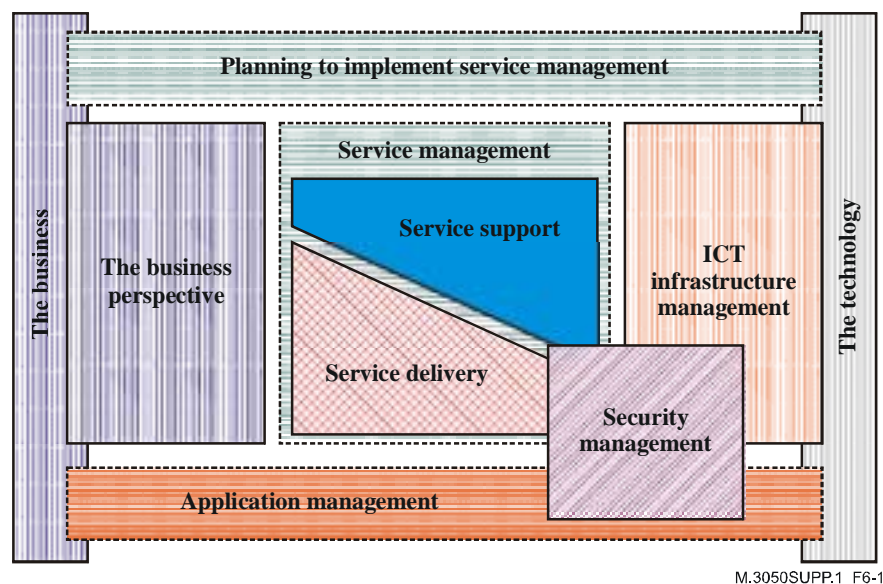 Planning to implement service management
The business
The business
perspective
Service management
Service support
Service delivery
ICT
infrastructure
management
Security
management
The technology
Application management
M.3050SUPP.1 F6-1